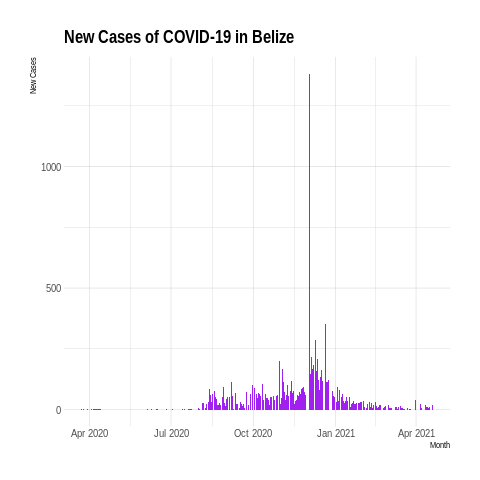 New Cases of COVID-19 in Belize
New Cases
1000
500
0
Apr 2020 Jul 2020 Oct 2020 Jan 2021 Apr 2021
Month